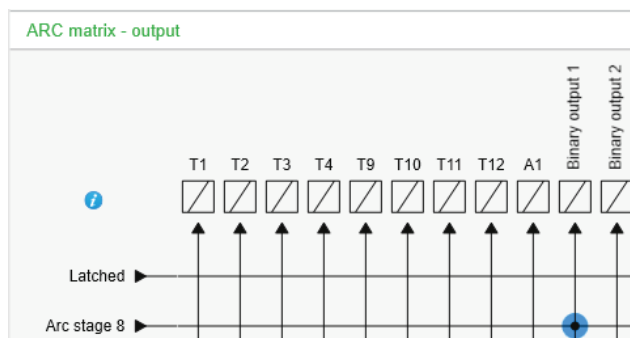 ARC matrix - output
T1 T2 T3 T4 T9 T10 T11 T12 A1 Binary output 1 Binary output 2
i
Latched
Arc stage 8